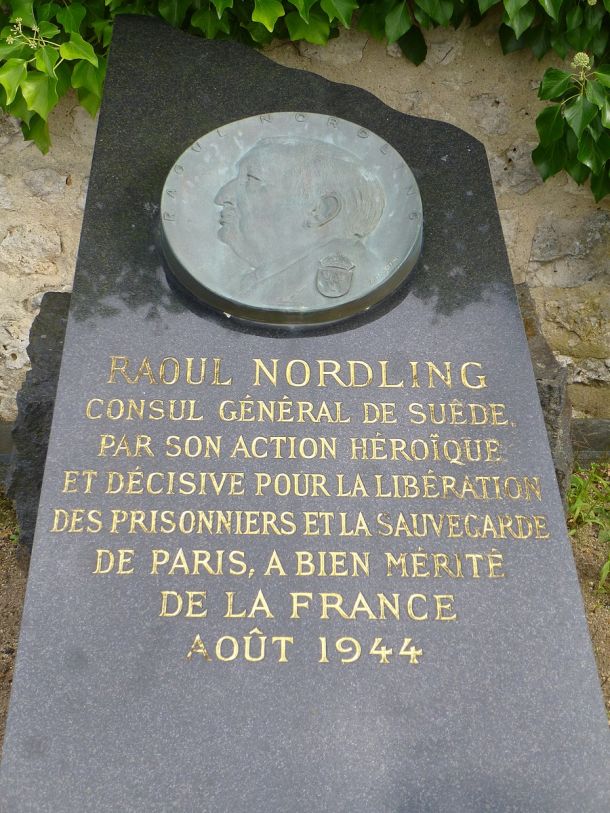 RAOUL NORDLING
RAOUL NORDLING
CONSUL GÉNÉRAL DE SUÊDE,
PAR SON ACTION HÉROÏQUE
ET DÉCISIVE POUR LA LIBÉRATION
DES PRISONNIERS ET LA SAUVEGARDE
DE PARIS, A BIEN MÉRITÉ
DE LA FRANCE
AOÛT 1944